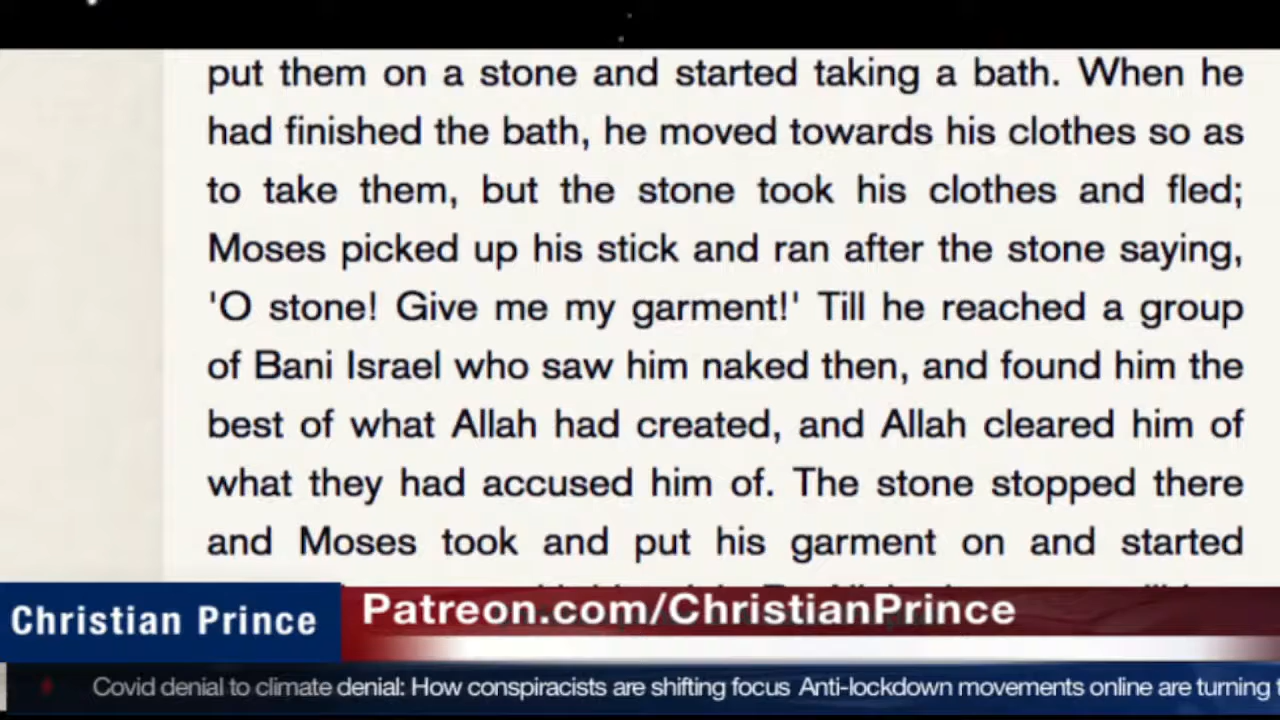 put them on a stone and started taking a bath. When he
had finished the bath, he moved towards his clothes so as
to take them, but the stone took his clothes and fled;
Moses picked up his stick and ran after the stone saying,
'O stone! Give me my garment!' Till he reached a group
of Bani Israel who saw him naked then, and found him the
best of what Allah had created, and Allah cleared him of
what they had accused him of. The stone stopped there
and Moses took and put his garment on and started
Christian Prince
Patreon.com/ChristianPrince
Covid denial to climate denial: How conspiracists are shifting focus Anti-lockdown movements online are turning